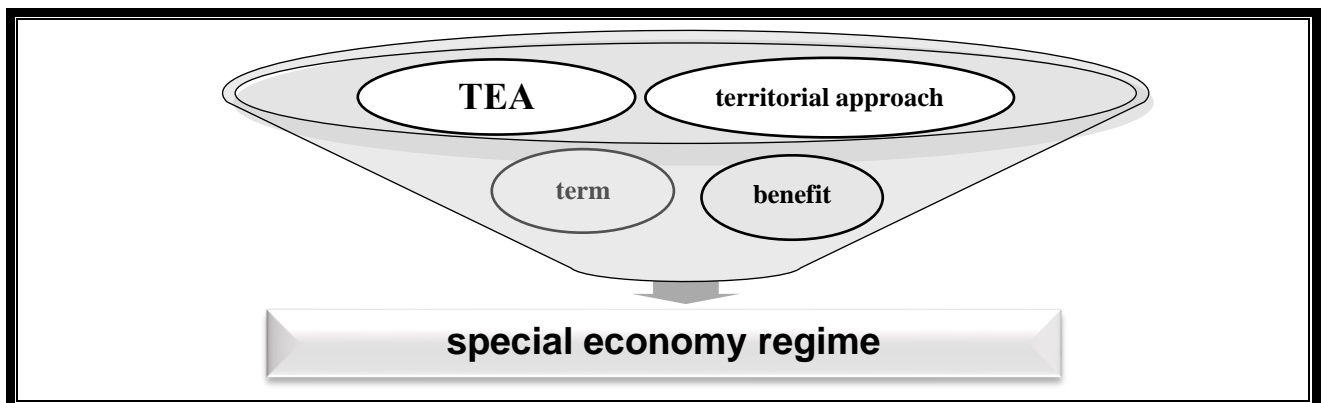 TEA
territorial approach
term
benefit
special economy regime